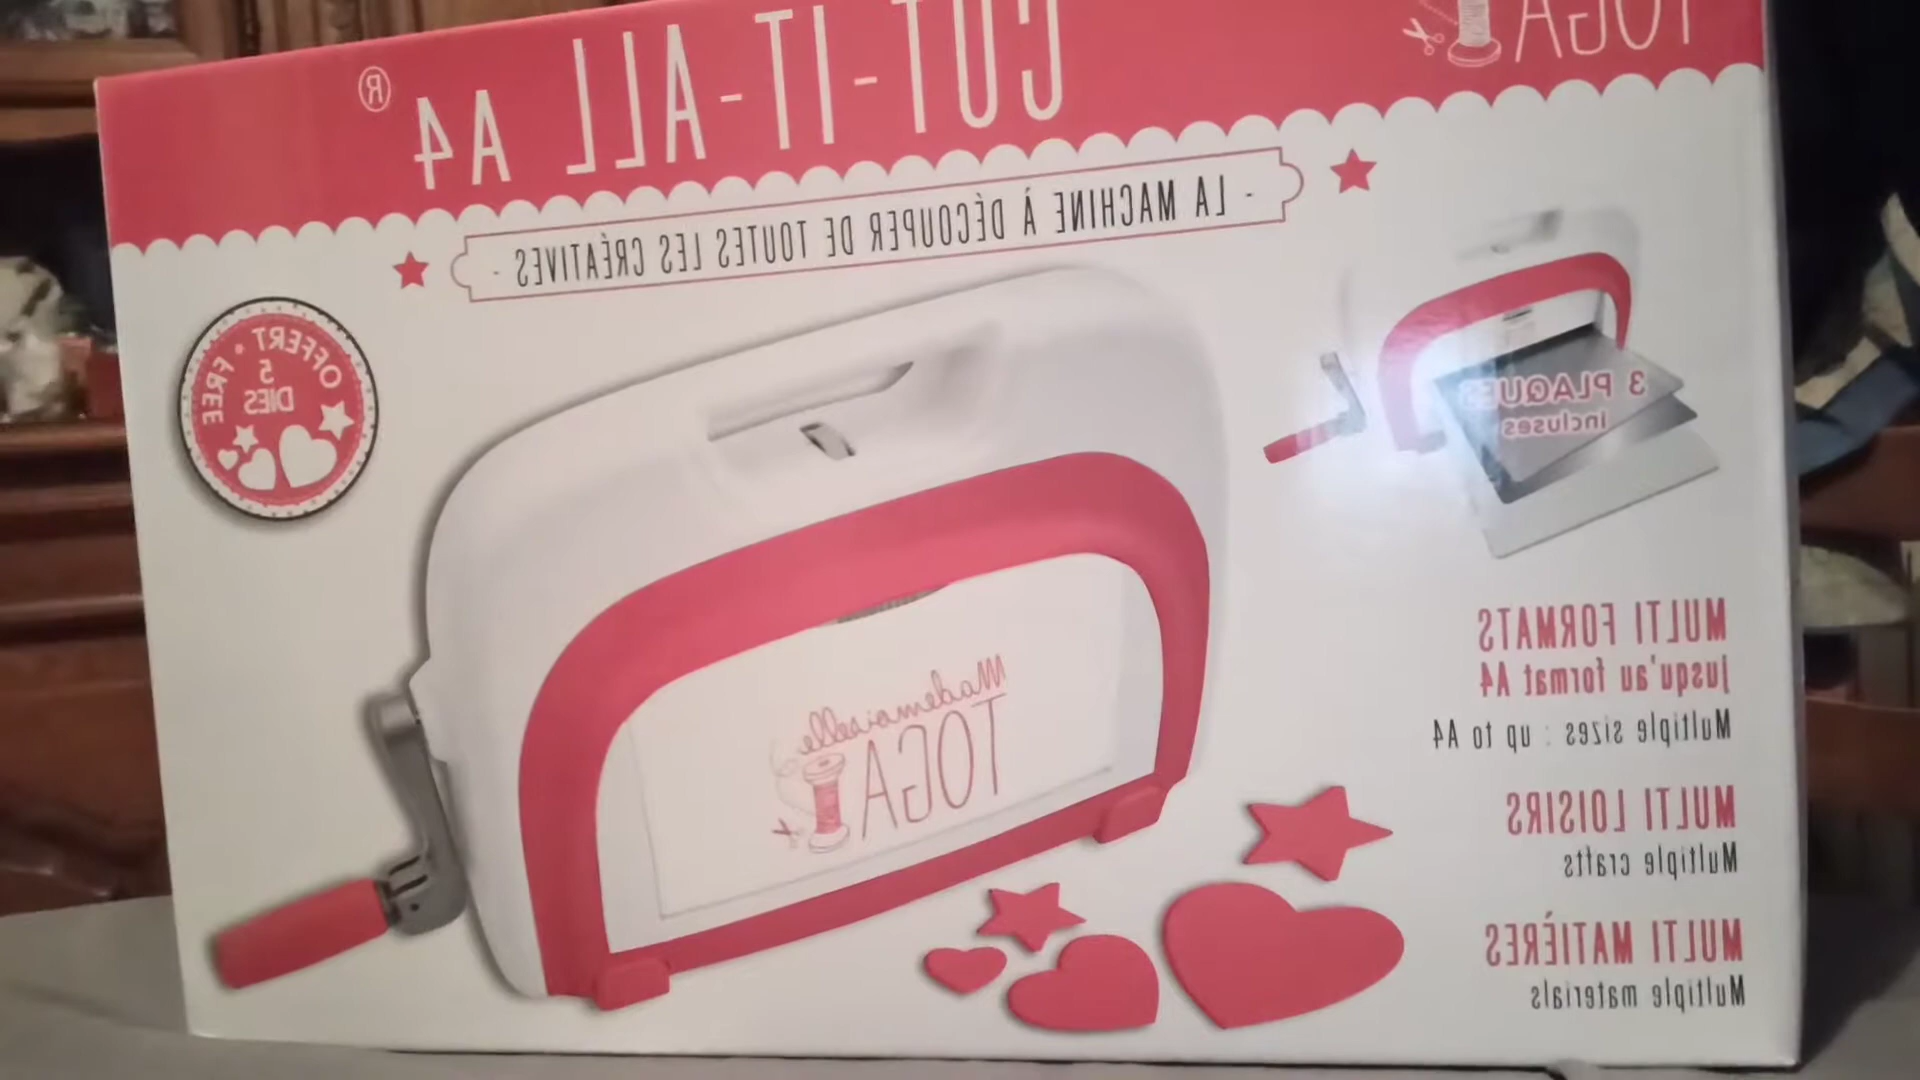 TOGA
CUT-IT-ALL A4 ®
- LA MACHINE À DÉCOUPER DE TOUTES LES CRÉATIVES -
OFFERT • FREE
5
DIES
3 PLAQUES
incluses
Mademoiselle
TOGA
MULTI FORMATS
jusqu'au format A4
Multiple sizes : up to A4
MULTI LOISIRS
Multiple crafts
MULTI MATIÉRES
Multiple materials